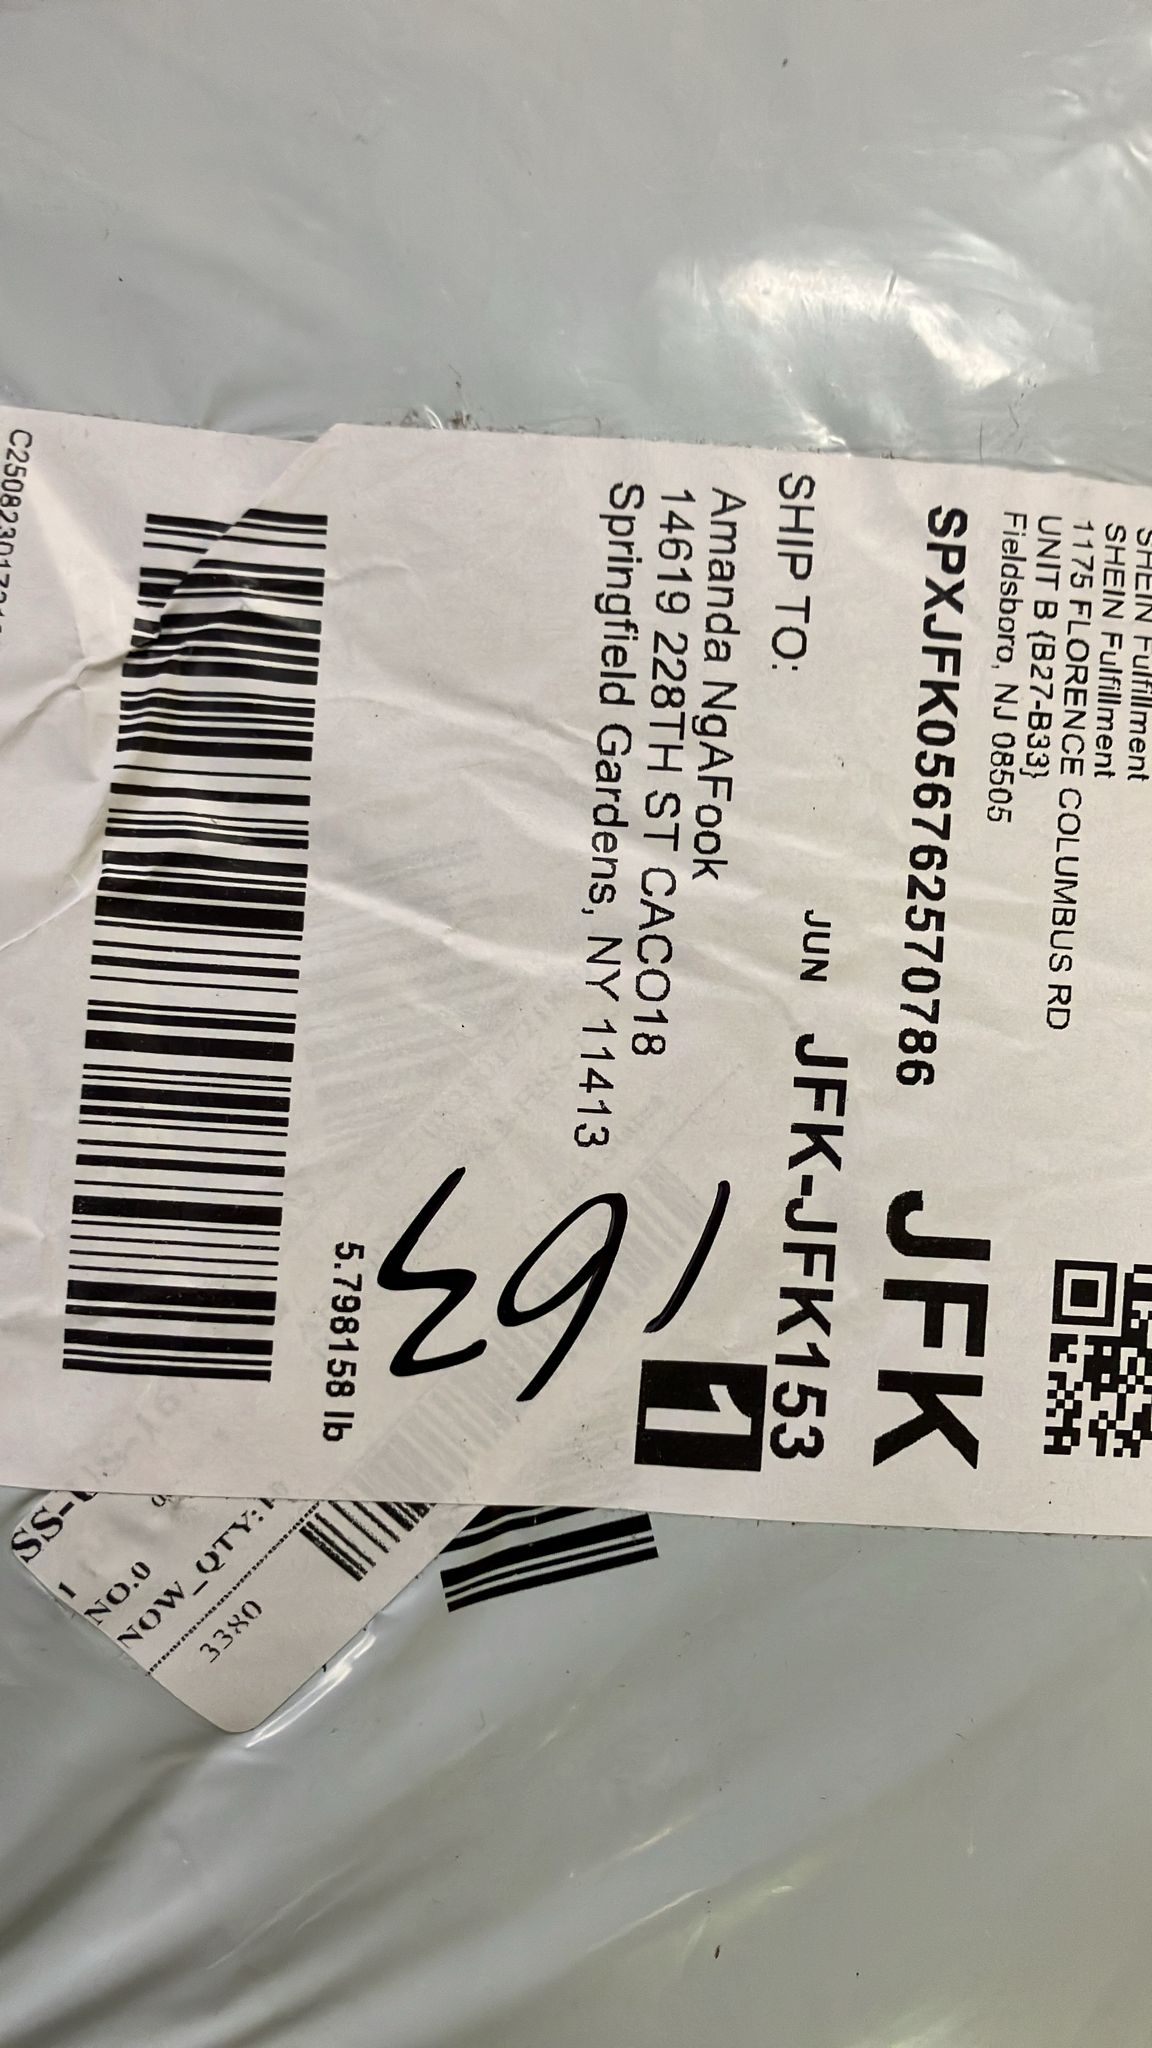 SHEIN Fulfillment
SHEIN Fulfillment
1175 FLORENCE COLUMBUS RD
UNIT B {B27-B33}
Fieldsboro, NJ 08505
SPXJFK056762570786
JFK
JUN JFK-JFK153
SHIP TO:
Amanda NgAFook
14619 228TH ST CACO18
Springfield Gardens, NY 11413
1
163
5.798158 lb
NO.0
NOW_QTY:
3380